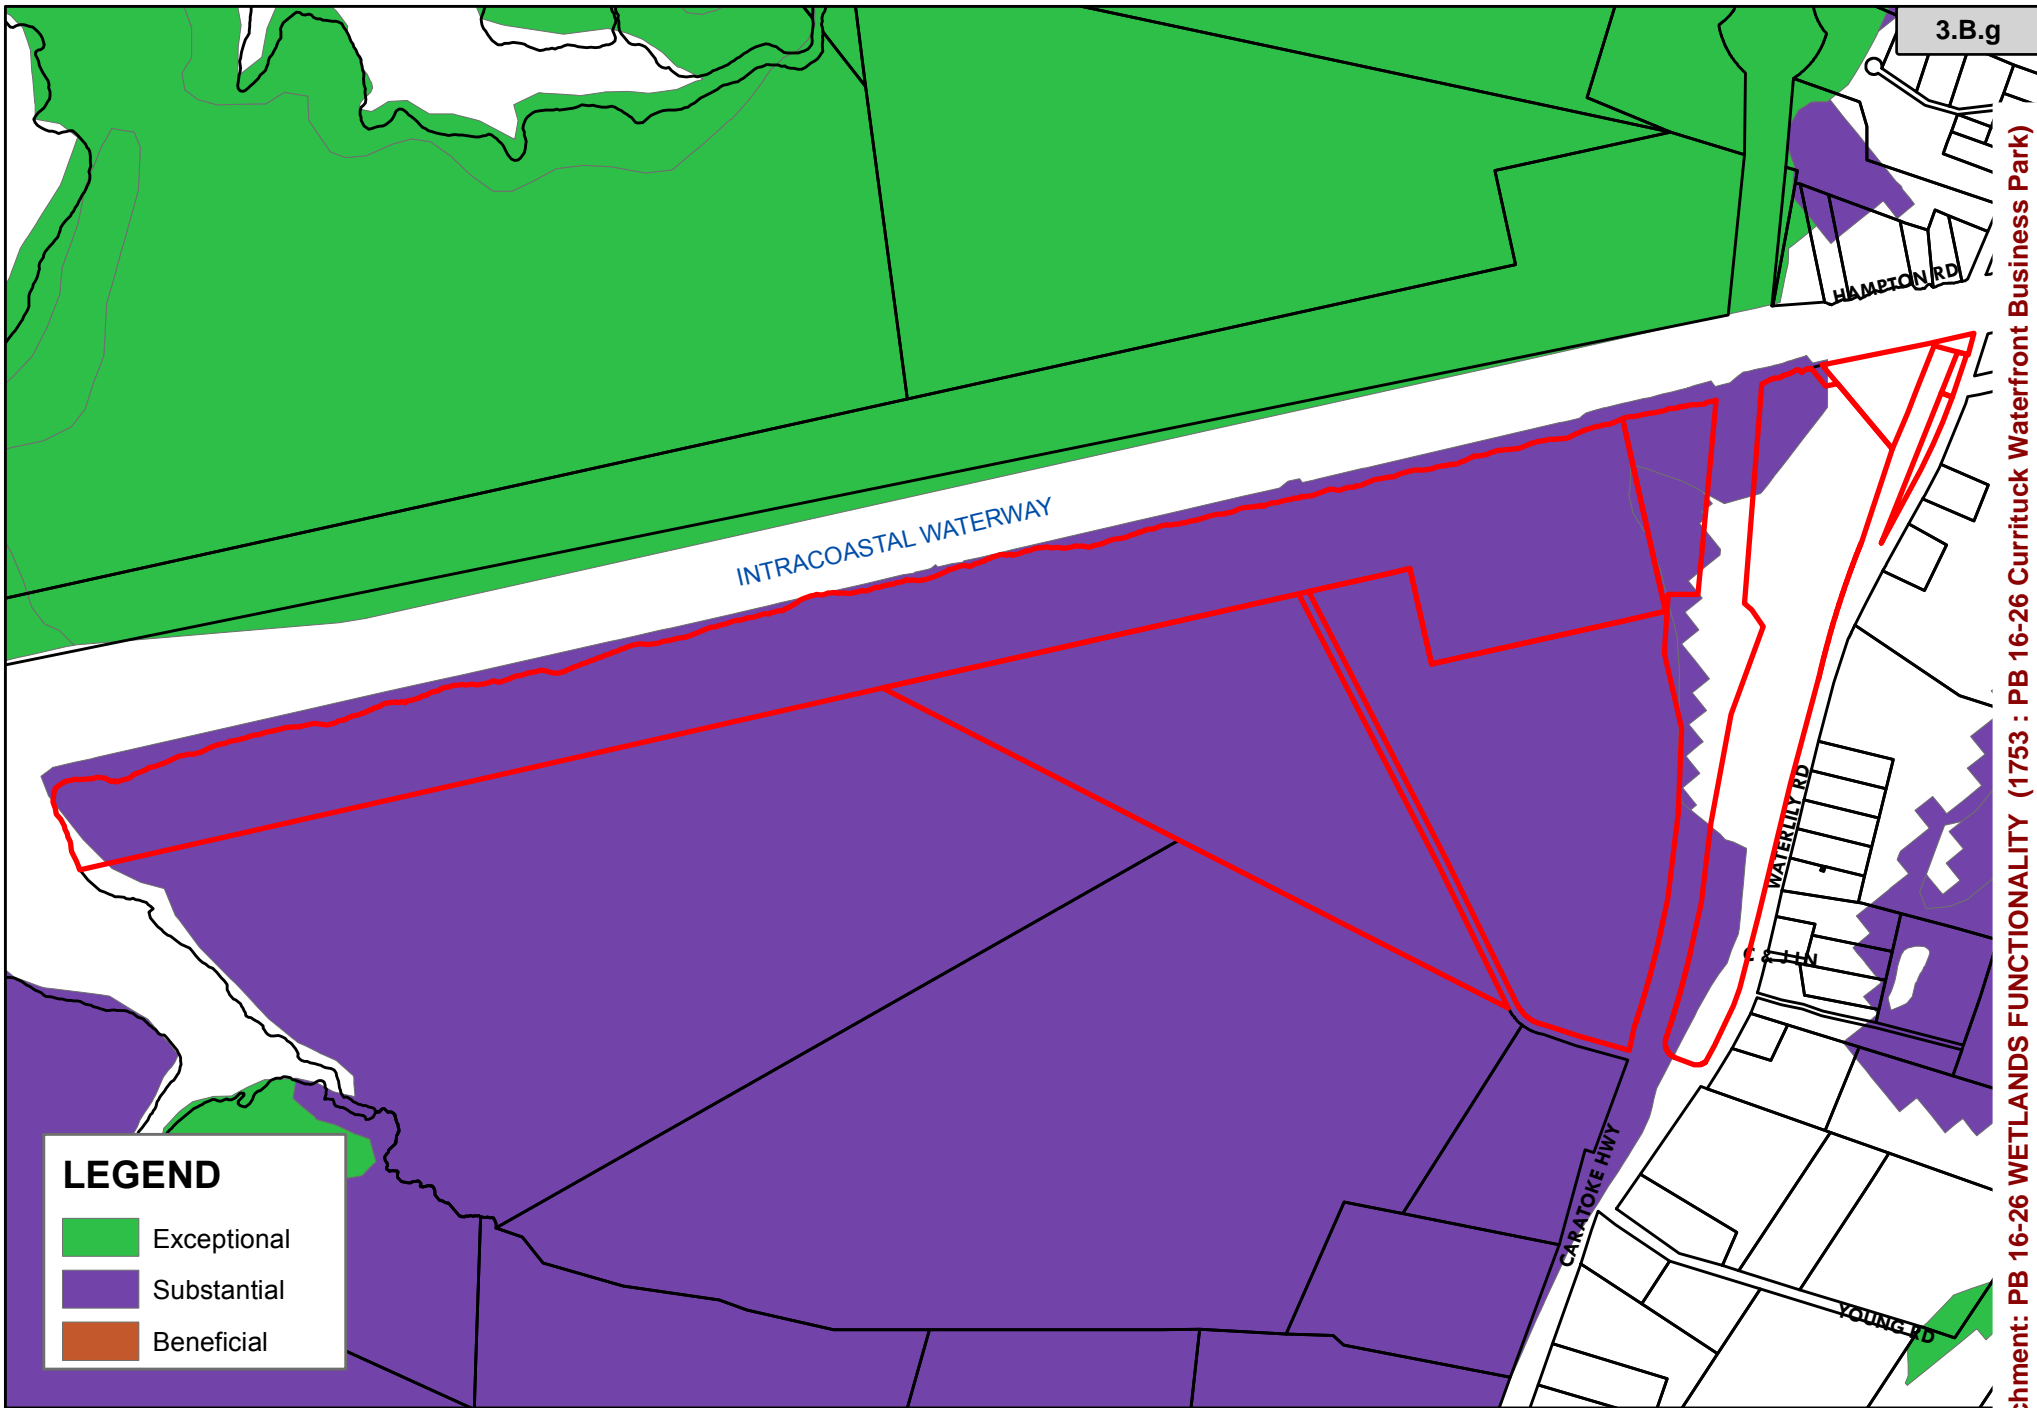 3.B.g
HAMPTON RD
INTRACOASTAL WATERWAY
WATERLILY RD
C & J LN
CARATOKE HWY
YOUNG RD
LEGEND
Exceptional
Substantial
Beneficial
chment: PB 16-26 WETLANDS FUNCTIONALITY (1753 : PB 16-26 Currituck Waterfront Business Park)